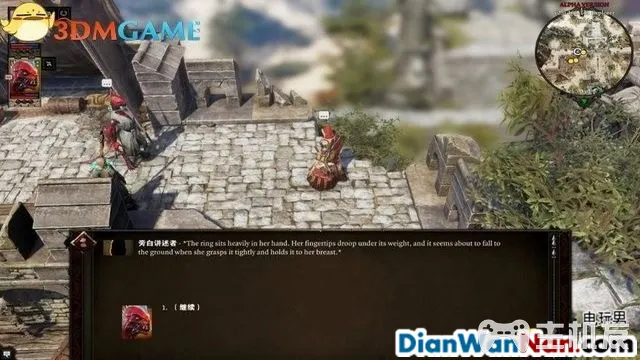 3DMGAME
ALPHA VERSION
旁白讲述者 - *The ring sits heavily in her hand. Her fingertips droop under its weight, and it seems about to fall to
the ground when she grasps it tightly and holds it to her breast.*
1. （继续）
电玩男
DianWanNan.com